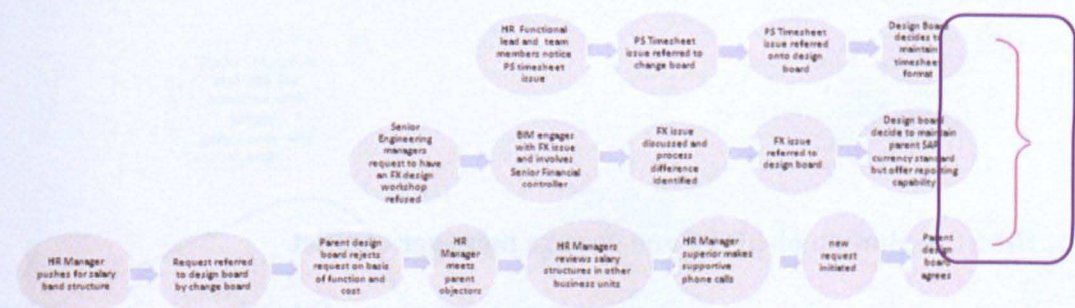 HR Functional
lead and team
members notice
PS timesheet
issue
PS Timesheet
issue referred to
change board
PS Timesheet
issue referred
onto design
board
Design Board
decides to
maintain
timesheet
format
Senior
Engineering
managers
request to have
an FX design
workshop
refused
BIM engages
with FX issue
and involves
Senior Financial
controller
FX issue
discussed and
process
difference
identified
FX issue
referred to
design board
Design board
decide to maintain
parent SAP
currency standard
but offer reporting
capability
HR Manager
pushes for salary
band structure
Request referred
to design board
by change board
Parent design
board rejects
request on basis
of function and
cost.
HR
Manager
meets
parent
objectors
HR Managers
reviews salary
structures in other
business units
HR Manager
superior makes
supportive
phone calls
new
request
initiated
Parent
design
board
agrees